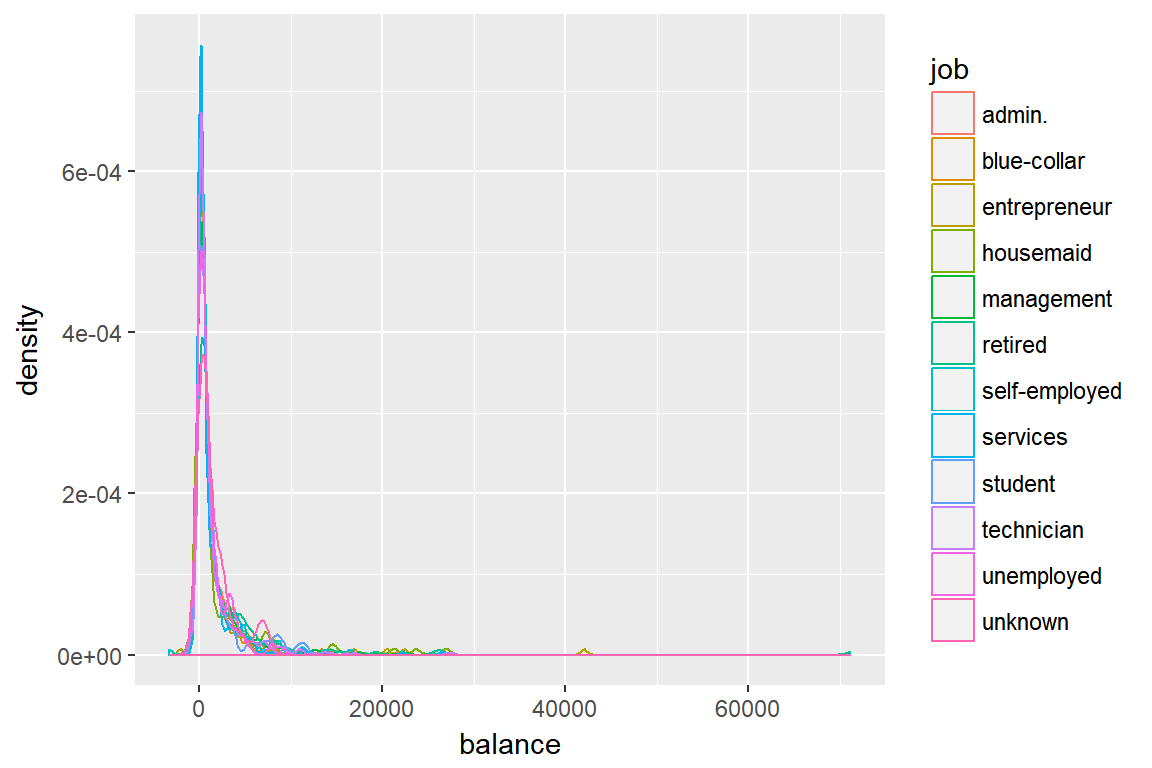 6e-04
4e-04
2e-04
0e+00
density
0
20000
40000
60000
balance
job
admin.
blue-collar
entrepreneur
housemaid
management
retired
self-employed
services
student
technician
unemployed
unknown